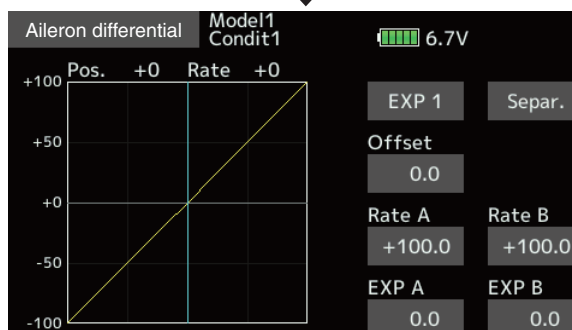 Aileron differential
Model1
Condit1
6.7V
Pos. +0 Rate +0
+100
+50
+0
-50
-100
EXP 1
Separ.
Offset
0.0
Rate A Rate B
+100.0 +100.0
EXP A EXP B
0.0 0.0